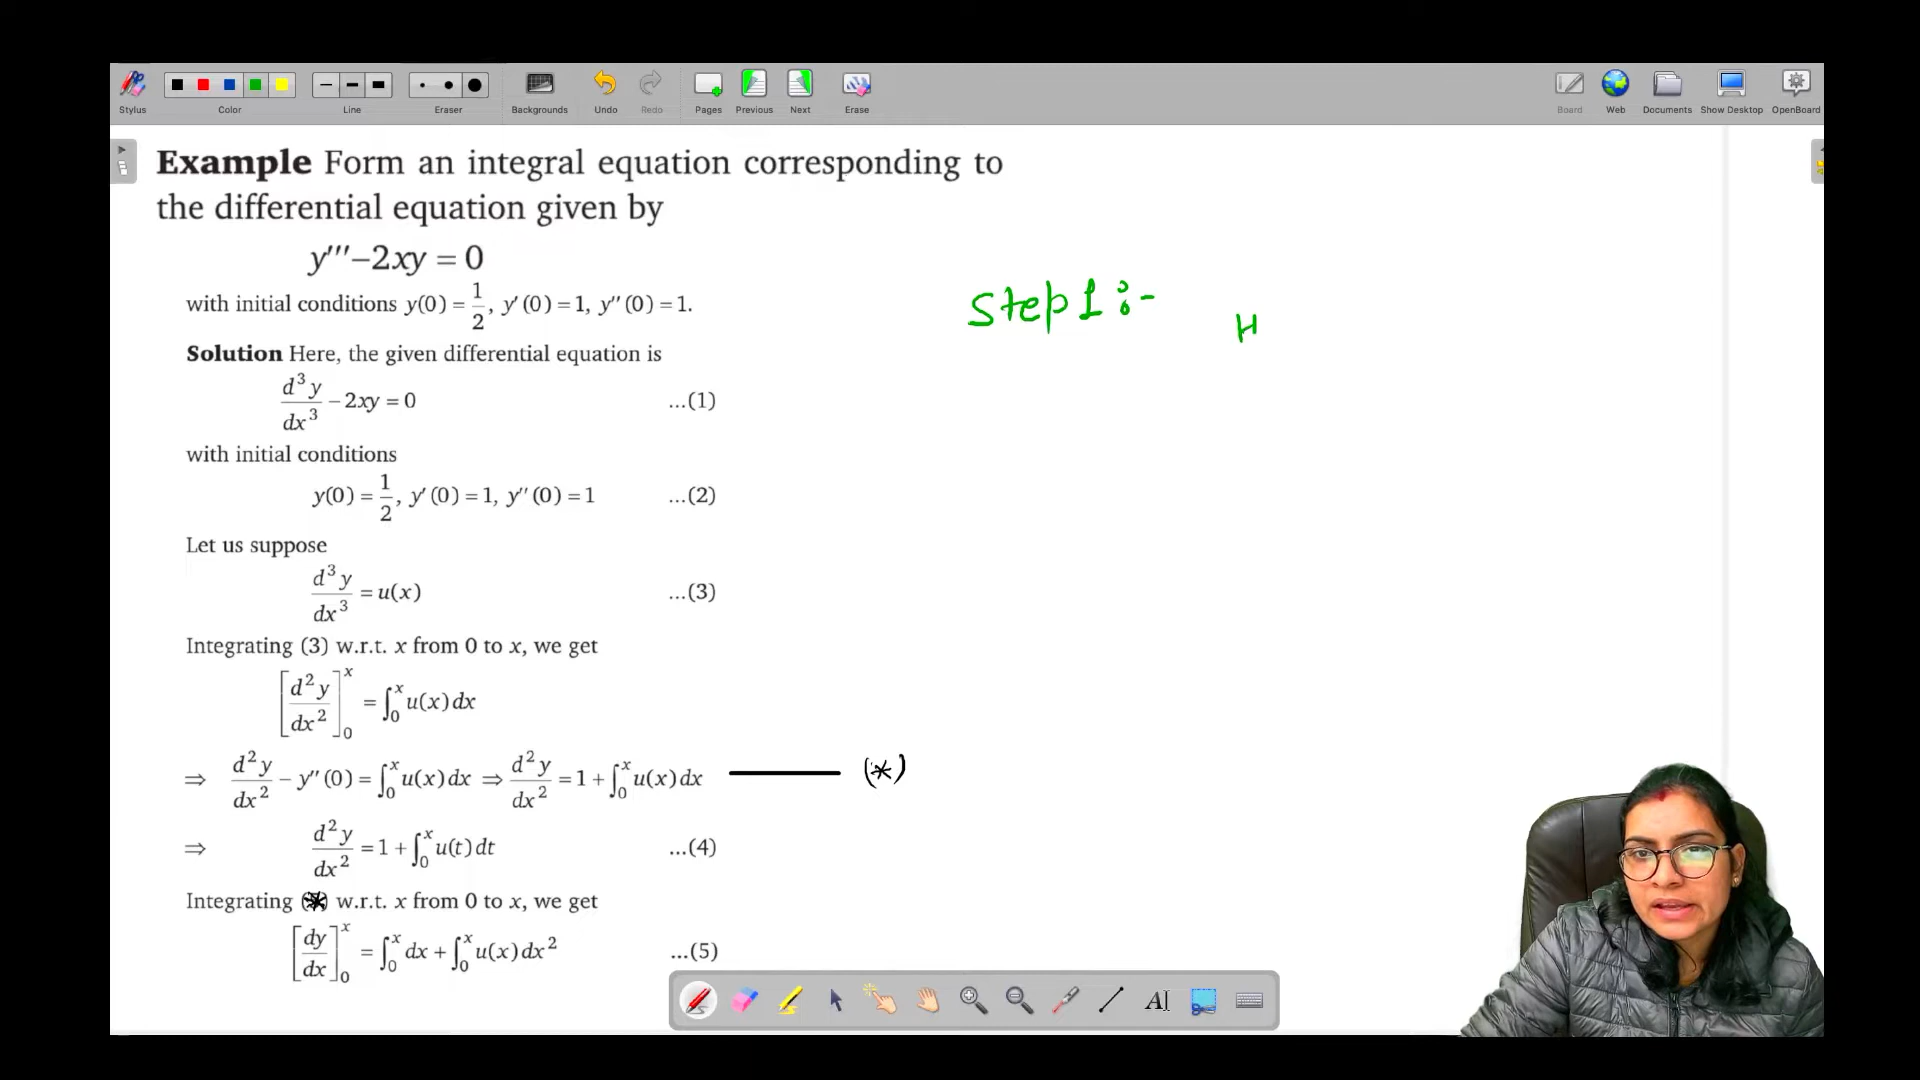 Stylus Color Line Eraser Backgrounds Undo Redo Pages Previous Next Erase Board Web Documents Show Desktop OpenBoard
Example Form an integral equation corresponding to
the differential equation given by
y′′′−2xy = 0
with initial conditions y(0) = 1/2, y′(0) = 1, y′′(0) = 1.
Step 1 :-
H
Solution Here, the given differential equation is
d³y/dx³ − 2xy = 0 ...(1)
with initial conditions
y(0) = 1/2, y′(0) = 1, y′′(0) = 1 ...(2)
Let us suppose
d³y/dx³ = u(x) ...(3)
Integrating (3) w.r.t. x from 0 to x, we get
[d²y/dx²]₀ˣ = ∫₀ˣ u(x) dx
⇒ d²y/dx² − y′′(0) = ∫₀ˣ u(x) dx ⇒ d²y/dx² = 1 + ∫₀ˣ u(x) dx —— (*)
⇒ d²y/dx² = 1 + ∫₀ˣ u(t) dt ...(4)
Integrating (*) w.r.t. x from 0 to x, we get
[dy/dx]₀ˣ = ∫₀ˣ dx + ∫₀ˣ u(x) dx² ...(5)
AI